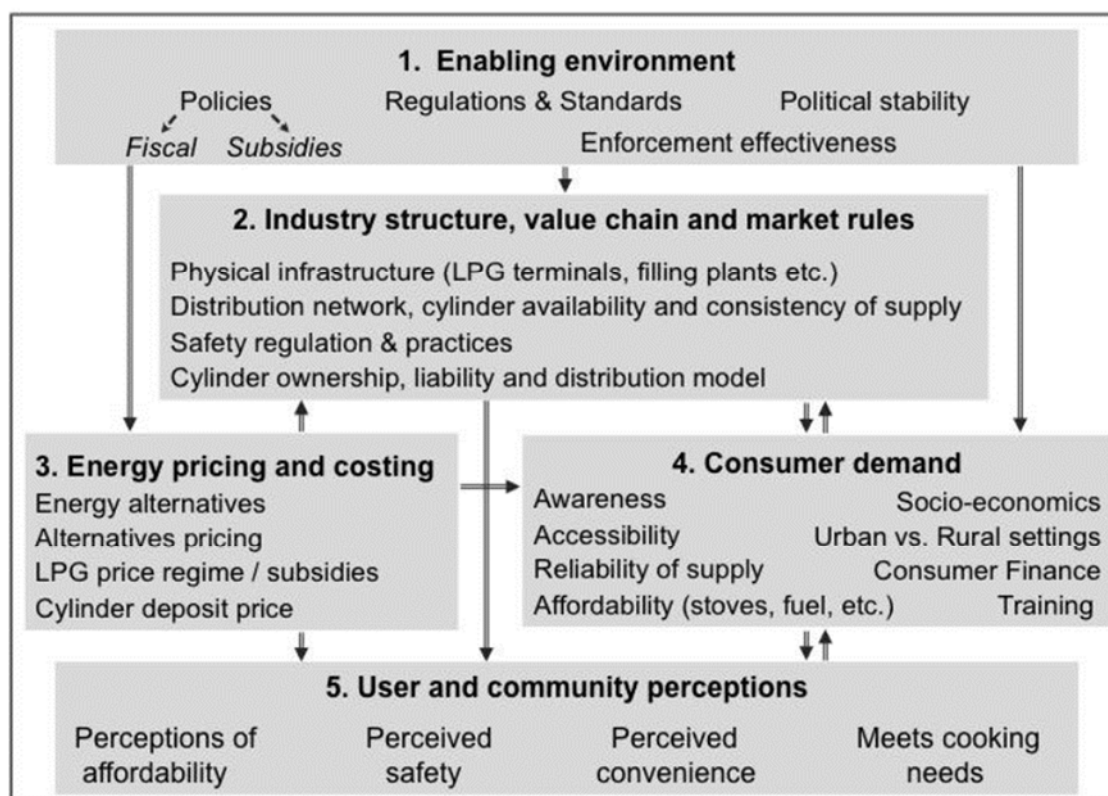 1. Enabling environment
Policies Regulations & Standards Political stability
Fiscal Subsidies Enforcement effectiveness
2. Industry structure, value chain and market rules
Physical infrastructure (LPG terminals, filling plants etc.)
Distribution network, cylinder availability and consistency of supply
Safety regulation & practices
Cylinder ownership, liability and distribution model
3. Energy pricing and costing
Energy alternatives
Alternatives pricing
LPG price regime / subsidies
Cylinder deposit price
4. Consumer demand
Awareness Socio-economics
Accessibility Urban vs. Rural settings
Reliability of supply Consumer Finance
Affordability (stoves, fuel, etc.) Training
5. User and community perceptions
Perceptions of affordability
Perceived safety
Perceived convenience
Meets cooking needs